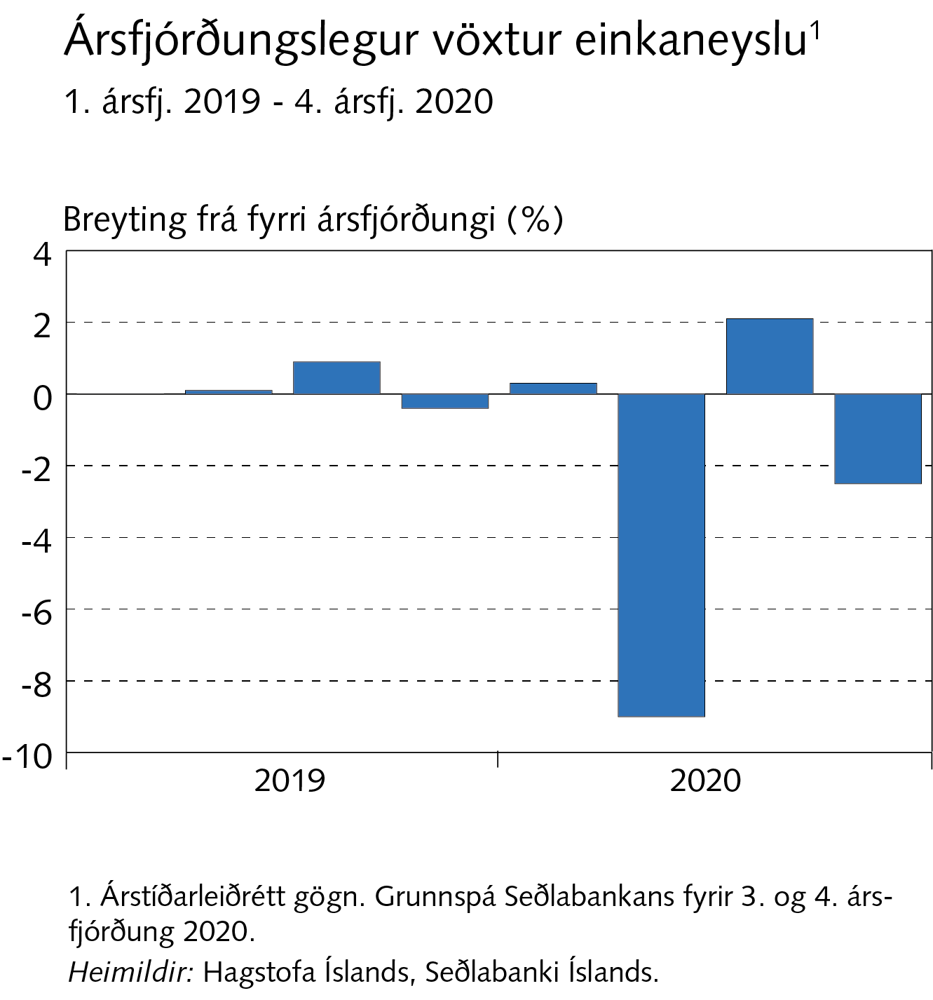 Ársfjórðungslegur vöxtur einkaneyslu¹
1. ársfj. 2019 - 4. ársfj. 2020
Breyting frá fyrri ársfjórðungi (%)
4
2
0
-2
-4
-6
-8
-10
2019 2020
1. Árstíðarleiðrétt gögn. Grunnspá Seðlabankans fyrir 3. og 4. árs-
fjórðung 2020.
Heimildir: Hagstofa Íslands, Seðlabanki Íslands.